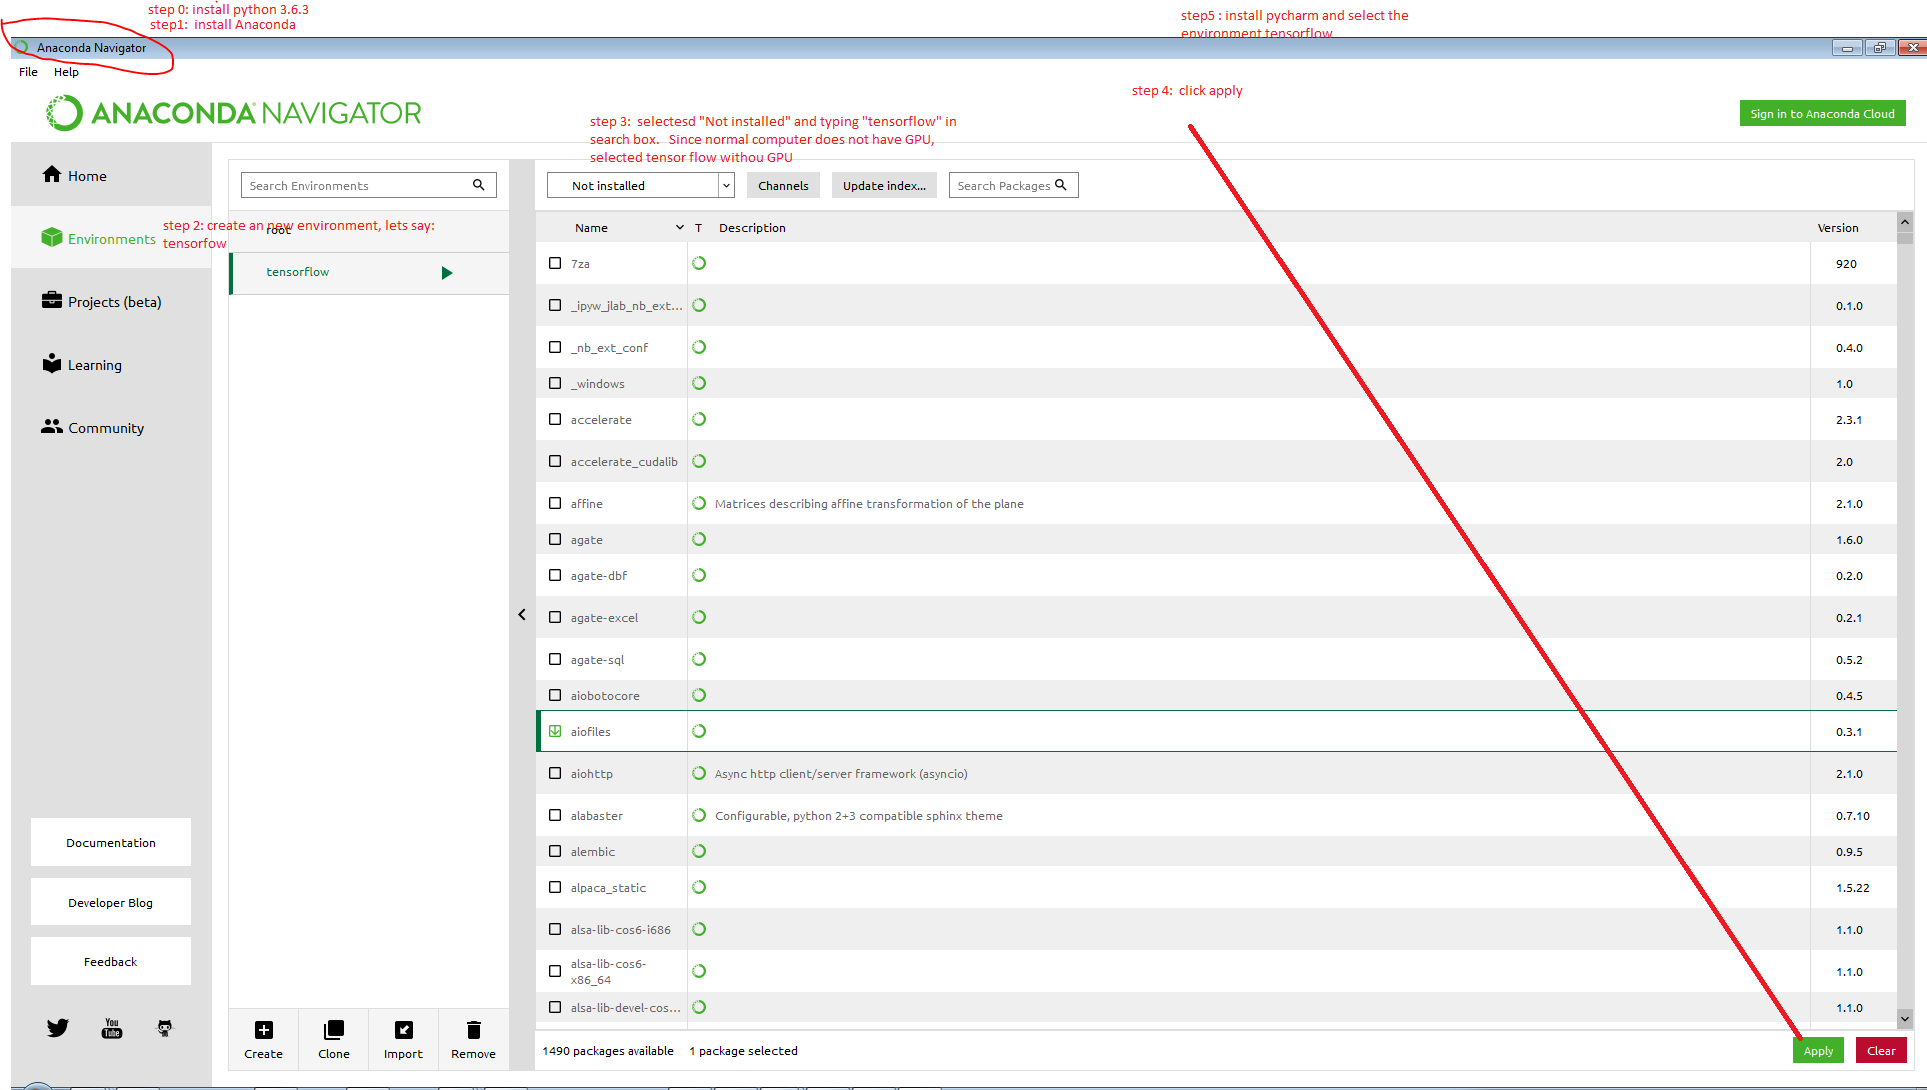 step 0: install python 3.6.3
step1: install Anaconda
step5 : install pycharm and select the
environment tensorflow
Anaconda Navigator
File Help
ANACONDA NAVIGATOR
step 4: click apply
Sign in to Anaconda Cloud
step 3: selectesd "Not installed" and typing "tensorflow" in
search box. Since normal computer does not have GPU,
selected tensor flow withou GPU
Home
Environments
Projects (beta)
Learning
Community
step 2: create an new environment, lets say:
tensorfow
Search Environments
root
tensorflow
Not installed
Channels
Update index...
Search Packages
Name T Description Version
7za 920
_ipyw_jlab_nb_ext... 0.1.0
_nb_ext_conf 0.4.0
_windows 1.0
accelerate 2.3.1
accelerate_cudalib 2.0
affine Matrices describing affine transformation of the plane 2.1.0
agate 1.6.0
agate-dbf 0.2.0
agate-excel 0.2.1
agate-sql 0.5.2
aiobotocore 0.4.5
aiofiles 0.3.1
aiohttp Async http client/server framework (asyncio) 2.1.0
alabaster Configurable, python 2+3 compatible sphinx theme 0.7.10
alembic 0.9.5
alpaca_static 1.5.22
alsa-lib-cos6-i686 1.1.0
alsa-lib-cos6-
x86_64 1.1.0
alsa-lib-devel-cos... 1.1.0
Documentation
Developer Blog
Feedback
You Tube
Create Clone Import Remove
1490 packages available 1 package selected
Apply
Clear